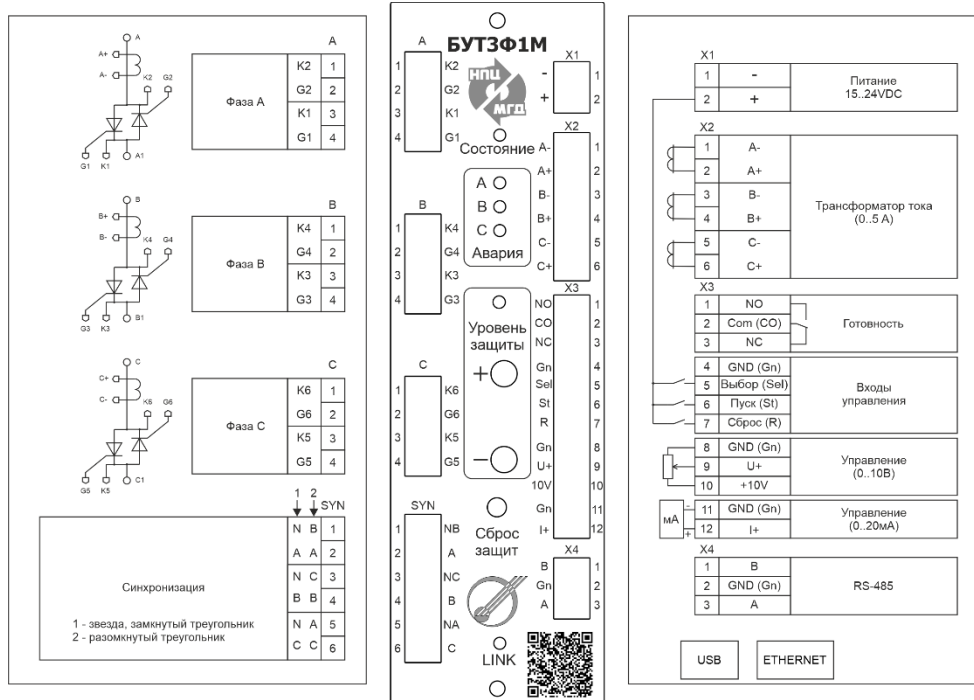 A
A+
A-
K2 G2
G1 K1 A1
A
Фаза А
K2 1
G2 2
K1 3
G1 4
B
B+
B-
K4 G4
G3 K3 B1
B
Фаза В
K4 1
G4 2
K3 3
G3 4
C
C+
C-
K6 G6
G5 K5 C1
C
Фаза С
K6 1
G6 2
K5 3
G5 4
1 2 SYN
N B 1
A A 2
N C 3
B B 4
N A 5
C C 6
Синхронизация
1 - звезда, замкнутый треугольник
2 - разомкнутый треугольник
БУТ3Ф1М
НПЦ
МГД
A
1 K2
2 G2
3 K1
4 G1
B
1 K4
2 G4
3 K3
4 G3
C
1 K6
2 G6
3 K5
4 G5
SYN
1 NB
2 A
3 NC
4 B
5 NA
6 C
Состояние
А
В
С
Авария
Уровень
защиты
+
−
Сброс
защит
LINK
X1
- 1
+ 2
X2
A- 1
A+ 2
B- 3
B+ 4
C- 5
C+ 6
X3
NO 1
CO 2
NC 3
Gn 4
Sel 5
St 6
R 7
Gn 8
U+ 9
10V 10
Gn 11
I+ 12
X4
B 1
Gn 2
A 3
X1
1 -
2 +
Питание
15..24VDC
X2
1 A-
2 A+
3 B-
4 B+
5 C-
6 C+
Трансформатор тока
(0..5 А)
X3
1 NO
2 Com (CO)
3 NC
Готовность
4 GND (Gn)
5 Выбор (Sel)
6 Пуск (St)
7 Сброс (R)
Входы
управления
8 GND (Gn)
9 U+
10 +10V
Управление
(0..10В)
мА
-
+
11 GND (Gn)
12 I+
Управление
(0..20мА)
X4
1 B
2 GND (Gn)
3 A
RS-485
USB
ETHERNET